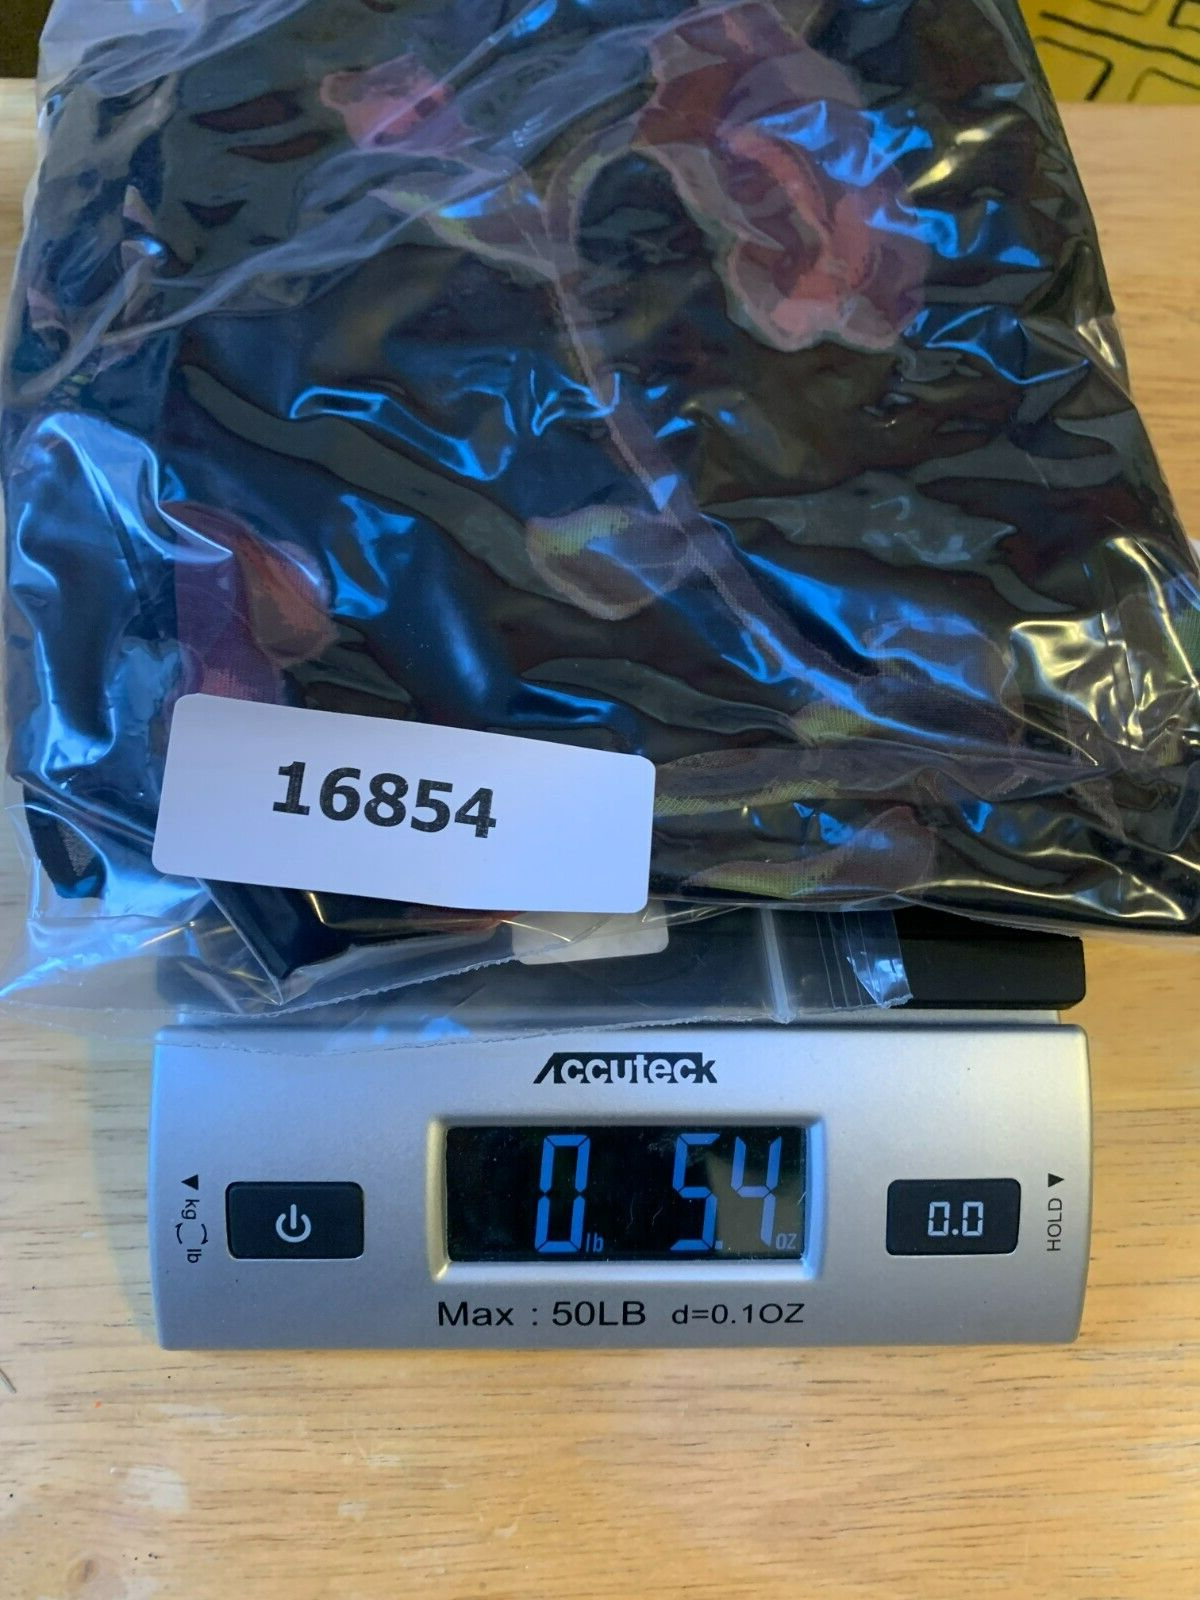 16854
Accuteck
0 lb 5.4 oz
kg lb
0.0
HOLD
Max : 50LB d=0.1OZ